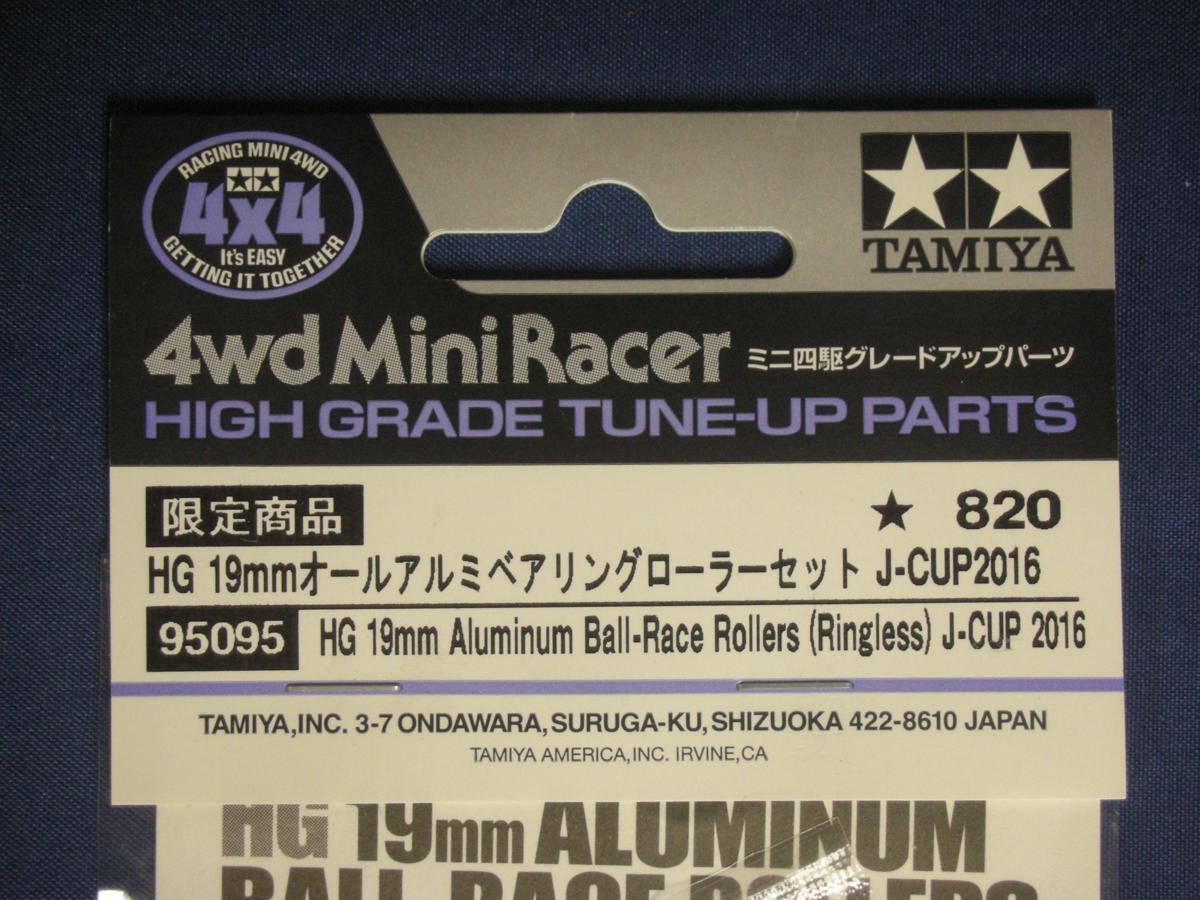 RACING MINI 4WD
4x4
It's EASY
GETTING IT TOGETHER
TAMIYA
4wd Mini Racer ミニ四駆グレードアップパーツ
HIGH GRADE TUNE-UP PARTS
限定商品 ★ 820
HG 19mmオールアルミベアリングローラーセット J-CUP2016
95095 HG 19mm Aluminum Ball-Race Rollers (Ringless) J-CUP 2016
TAMIYA,INC. 3-7 ONDAWARA,SURUGA-KU,SHIZUOKA 422-8610 JAPAN
TAMIYA AMERICA,INC. IRVINE,CA
HG 19mm ALUMINUM
BALL-RACE ROLLERS